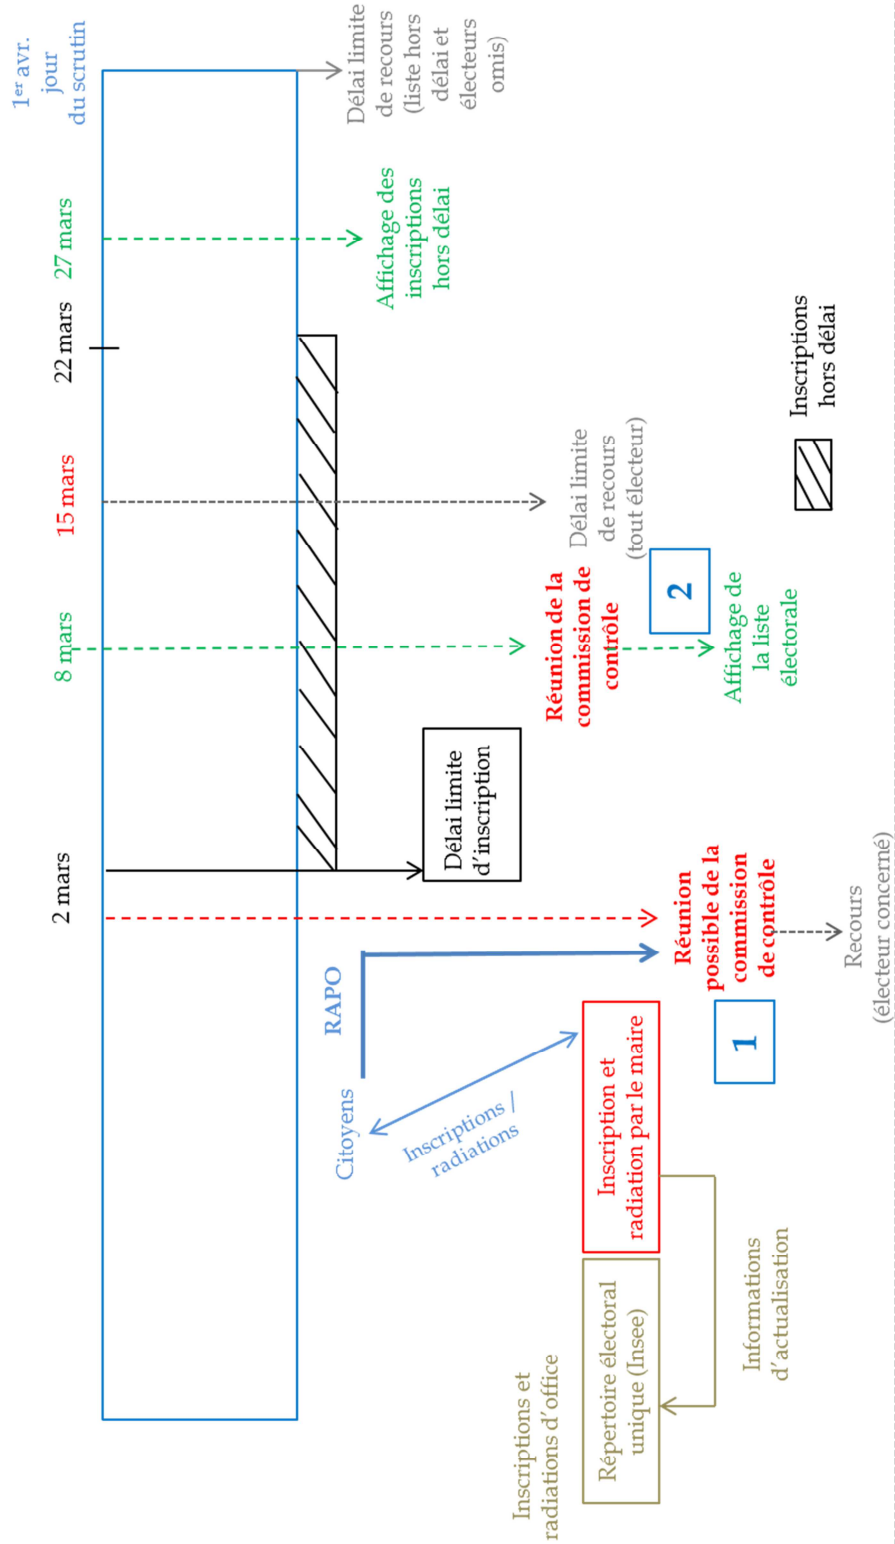 2 mars
8 mars
15 mars
22 mars
27 mars
1er avr.
jour
du scrutin
RAPO
Citoyens
Inscriptions /
radiations
Délai limite
d’inscription
Affichage des
inscriptions
hors délai
Délai limite
de recours
(liste hors
délai et
électeurs
omis)
Inscriptions et
radiations d’office
Répertoire électoral
unique (Insee)
Inscription et
radiation par le maire
Informations
d’actualisation
1
Réunion
possible de la
commission
de contrôle
Recours
(électeur concerné)
Réunion de la
commission de
contrôle
2
Affichage de
la liste
électorale
Délai limite
de recours
(tout électeur)
Inscriptions
hors délai